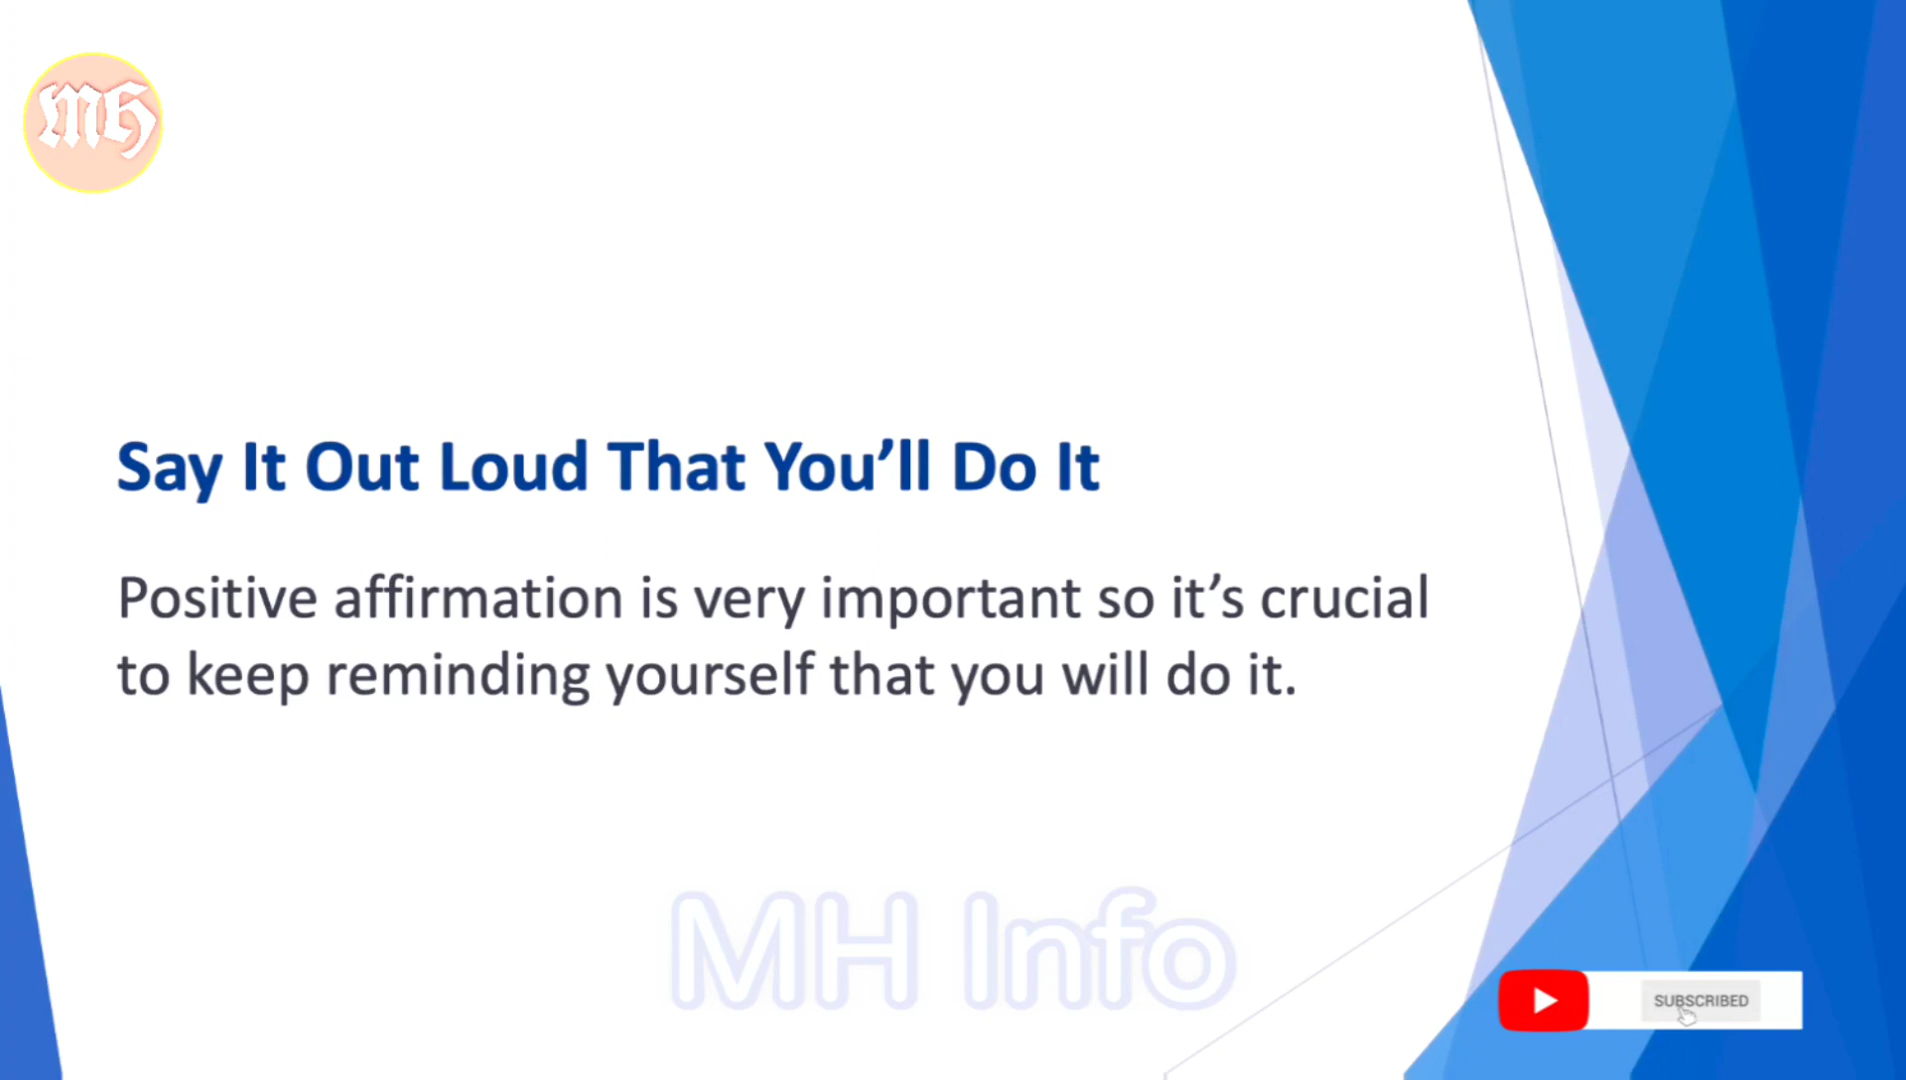 MH
Say It Out Loud That You’ll Do It
Positive affirmation is very important so it’s crucial
to keep reminding yourself that you will do it.
MH Info
SUBSCRIBED